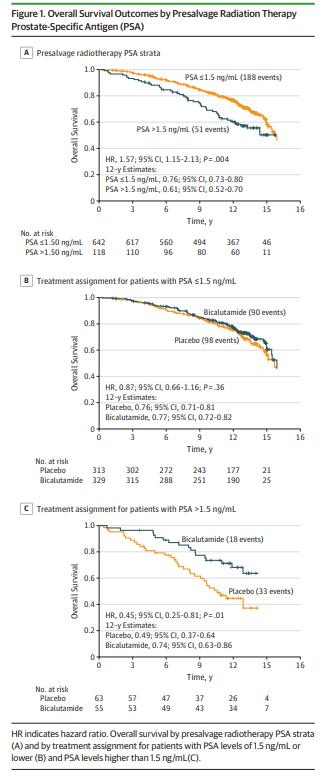 Figure 1. Overall Survival Outcomes by Presalvage Radiation Therapy
Prostate-Specific Antigen (PSA)
A Presalvage radiotherapy PSA strata
1.0
0.8
0.6
0.4
0.2
0
Overall Survival
PSA ≤1.5 ng/mL (188 events)
PSA >1.5 ng/mL (51 events)
HR, 1.57; 95% CI, 1.15-2.13; P = .004
12-y Estimates:
PSA ≤1.5 ng/mL, 0.76; 95% CI, 0.73-0.80
PSA >1.5 ng/mL, 0.61; 95% CI, 0.52-0.70
0 3 6 9 12 15 18
Time, y
No. at risk
PSA ≤1.50 ng/mL 642 617 560 494 367 46
PSA >1.50 ng/mL 118 110 96 80 60 11
B Treatment assignment for patients with PSA ≤1.5 ng/mL
1.0
0.8
0.6
0.4
0.2
0
Overall Survival
Bicalutamide (90 events)
Placebo (98 events)
HR, 0.87; 95% CI, 0.66-1.16; P = .36
12-y Estimates:
Placebo, 0.76; 95% CI, 0.71-0.81
Bicalutamide, 0.77; 95% CI, 0.72-0.82
0 3 6 9 12 15 18
Time, y
No. at risk
Placebo 313 302 272 243 177 21
Bicalutamide 329 315 288 251 190 25
C Treatment assignment for patients with PSA >1.5 ng/mL
1.0
0.8
0.6
0.4
0.2
0
Overall Survival
Bicalutamide (18 events)
Placebo (33 events)
HR, 0.45; 95% CI, 0.25-0.81; P = .01
12-y Estimates:
Placebo, 0.49; 95% CI, 0.37-0.64
Bicalutamide, 0.74; 95% CI, 0.63-0.86
0 3 6 9 12 15 18
Time, y
No. at risk
Placebo 63 57 47 37 26 4
Bicalutamide 55 53 49 43 34 7
HR indicates hazard ratio. Overall survival by presalvage radiotherapy PSA strata
(A) and by treatment assignment for patients with PSA levels of 1.5 ng/mL or
lower (B) and PSA levels higher than 1.5 ng/mL(C).